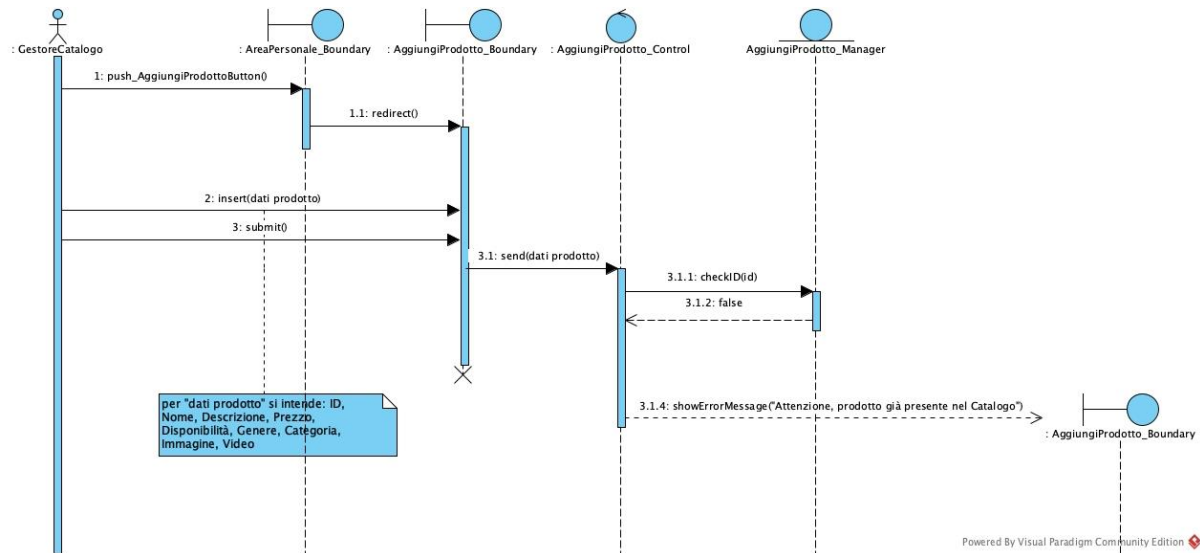 : GestoreCatalogo
: AreaPersonale_Boundary
: AggiungiProdotto_Boundary
: AggiungiProdotto_Control
AggiungiProdotto_Manager
1: push_AggiungiProdottoButton()
1.1: redirect()
2: insert(dati prodotto)
3: submit()
3.1: send(dati prodotto)
3.1.1: checkID(id)
3.1.2: false
per "dati prodotto" si intende: ID,
Nome, Descrizione, Prezzo,
Disponibilità, Genere, Categoria,
Immagine, Video
3.1.4: showErrorMessage("Attenzione, prodotto già presente nel Catalogo")
: AggiungiProdotto_Boundary
Powered By Visual Paradigm Community Edition